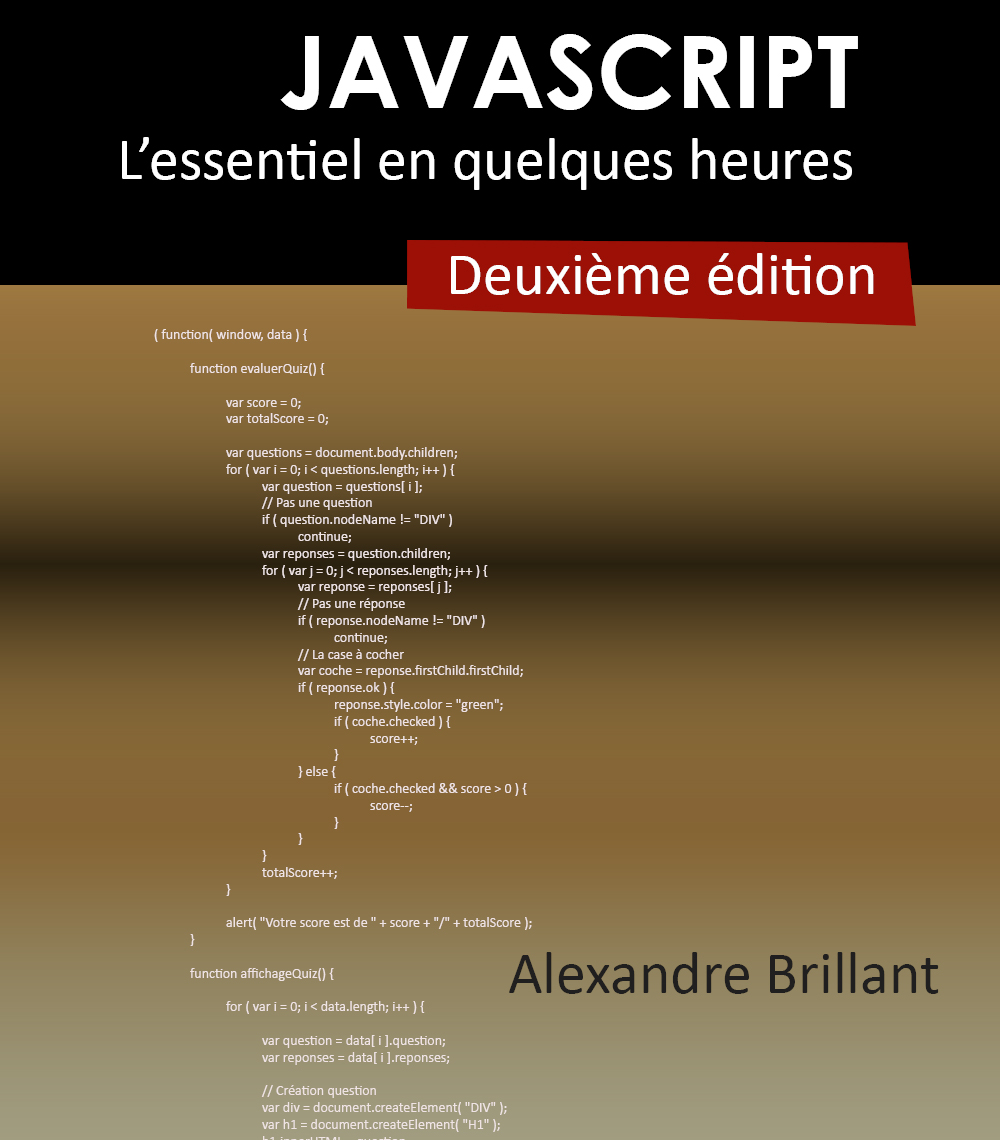 JAVASCRIPT
L’essentiel en quelques heures
Deuxième édition
( function( window, data ) {
function evaluerQuiz() {
var score = 0;
var totalScore = 0;
var questions = document.body.children;
for ( var i = 0; i < questions.length; i++ ) {
var question = questions[ i ];
// Pas une question
if ( question.nodeName != "DIV" )
continue;
var reponses = question.children;
for ( var j = 0; j < reponses.length; j++ ) {
var reponse = reponses[ j ];
// Pas une réponse
if ( reponse.nodeName != "DIV" )
continue;
// La case à cocher
var coche = reponse.firstChild.firstChild;
if ( reponse.ok ) {
reponse.style.color = "green";
if ( coche.checked ) {
score++;
}
} else {
if ( coche.checked && score > 0 ) {
score--;
}
}
}
totalScore++;
}
alert( "Votre score est de " + score + "/" + totalScore );
}
Alexandre Brillant
function affichageQuiz() {
for ( var i = 0; i < data.length; i++ ) {
var question = data[ i ].question;
var reponses = data[ i ].reponses;
// Création question
var div = document.createElement( "DIV" );
var h1 = document.createElement( "H1" );